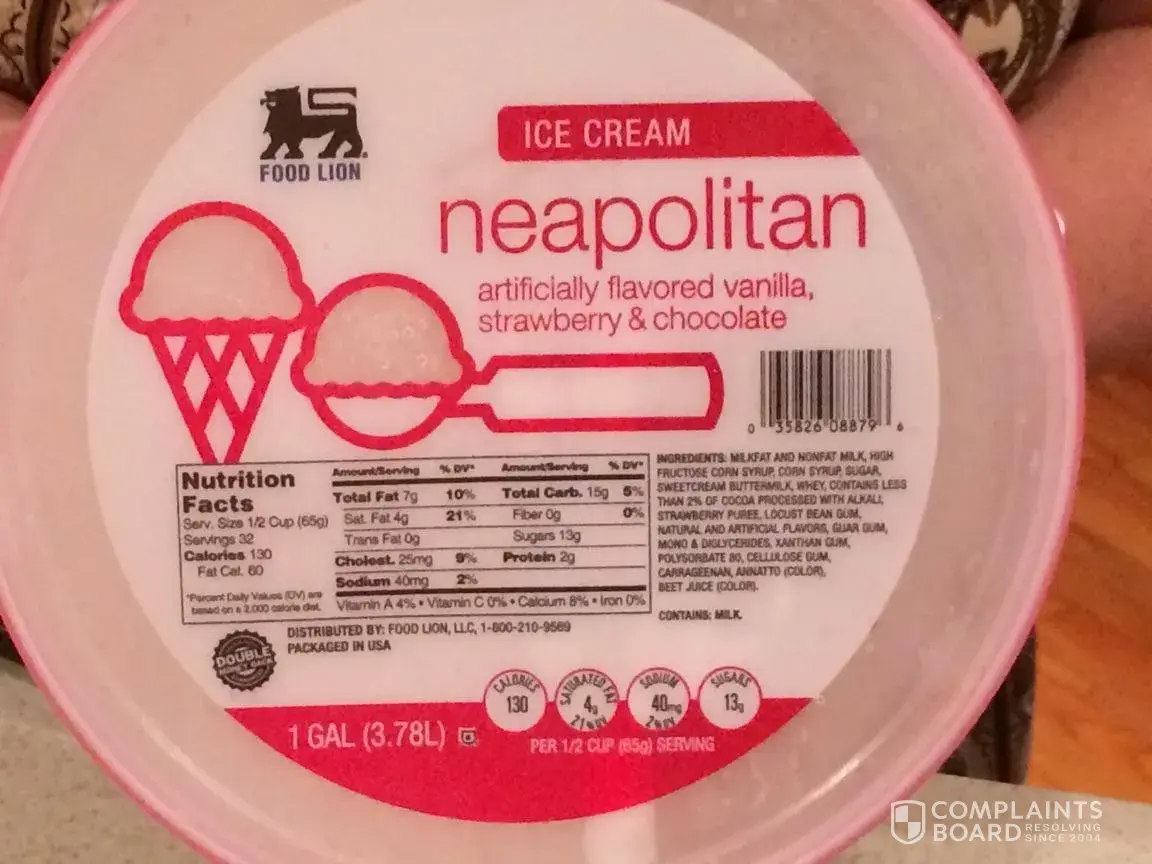 FOOD LION
ICE CREAM
neapolitan
artificially flavored vanilla,
strawberry & chocolate
0 35826 08879 6
Nutrition
Facts
Serv. Size 1/2 Cup (65g)
Servings 32
Calories 130
Fat Cal. 60
*Percent Daily Values (DV) are
based on a 2,000 calorie diet.
Amount/Serving % DV* Amount/Serving % DV*
Total Fat 7g 10% Total Carb. 15g 5%
Sat. Fat 4g 21% Fiber 0g 0%
Trans Fat 0g Sugars 13g
Cholest. 25mg 9% Protein 2g
Sodium 40mg 2%
Vitamin A 4% • Vitamin C 0% • Calcium 8% • Iron 0%
INGREDIENTS: MILKFAT AND NONFAT MILK, HIGH
FRUCTOSE CORN SYRUP, CORN SYRUP, SUGAR,
SWEETCREAM BUTTERMILK, WHEY, CONTAINS LESS
THAN 2% OF COCOA PROCESSED WITH ALKALI,
STRAWBERRY PUREE, LOCUST BEAN GUM,
NATURAL AND ARTIFICIAL FLAVORS, GUAR GUM,
MONO & DIGLYCERIDES, XANTHAN GUM,
POLYSORBATE 80, CELLULOSE GUM,
CARRAGEENAN, ANNATTO (COLOR),
BEET JUICE (COLOR).
CONTAINS: MILK.
DISTRIBUTED BY: FOOD LION, LLC, 1-800-210-9569
PACKAGED IN USA
DOUBLE
MONEY BACK
CALORIES 130
SATURATED FAT 4g 21% DV
SODIUM 40mg 2% DV
SUGARS 13g
1 GAL (3.78L)
PER 1/2 CUP (65g) SERVING
COMPLAINTS
BOARD RESOLVING SINCE 2004